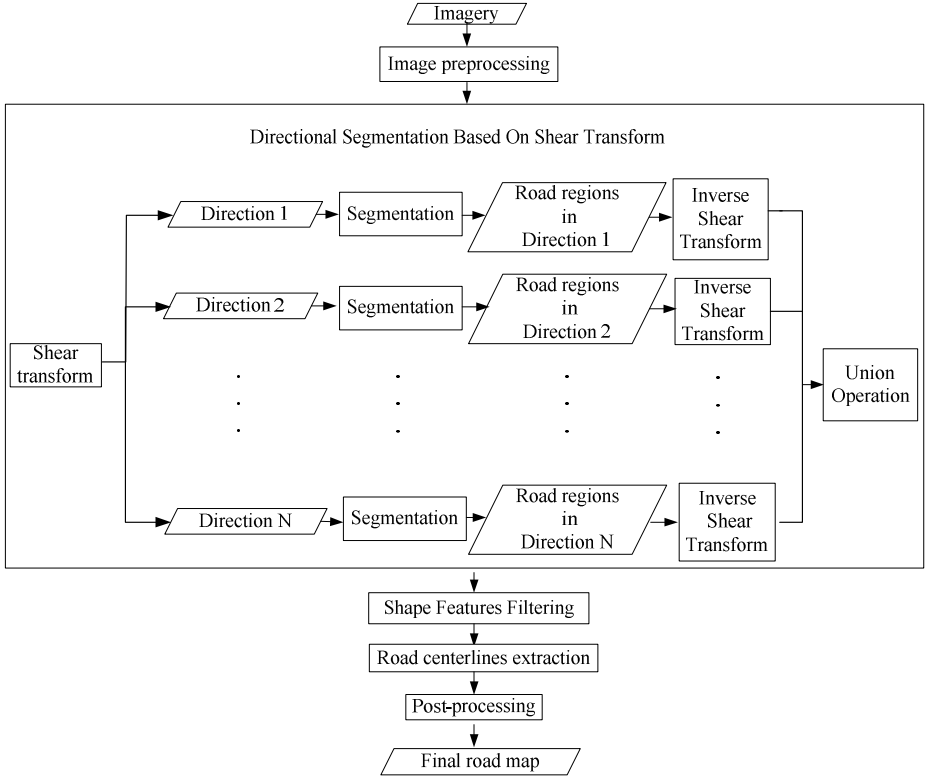 Imagery
Image preprocessing
Directional Segmentation Based On Shear Transform
Shear
transform
Direction 1
Segmentation
Road regions
in
Direction 1
Inverse
Shear
Transform
Direction 2
Segmentation
Road regions
in
Direction 2
Inverse
Shear
Transform
Direction N
Segmentation
Road regions
in
Direction N
Inverse
Shear
Transform
Union
Operation
Shape Features Filtering
Road centerlines extraction
Post-processing
Final road map